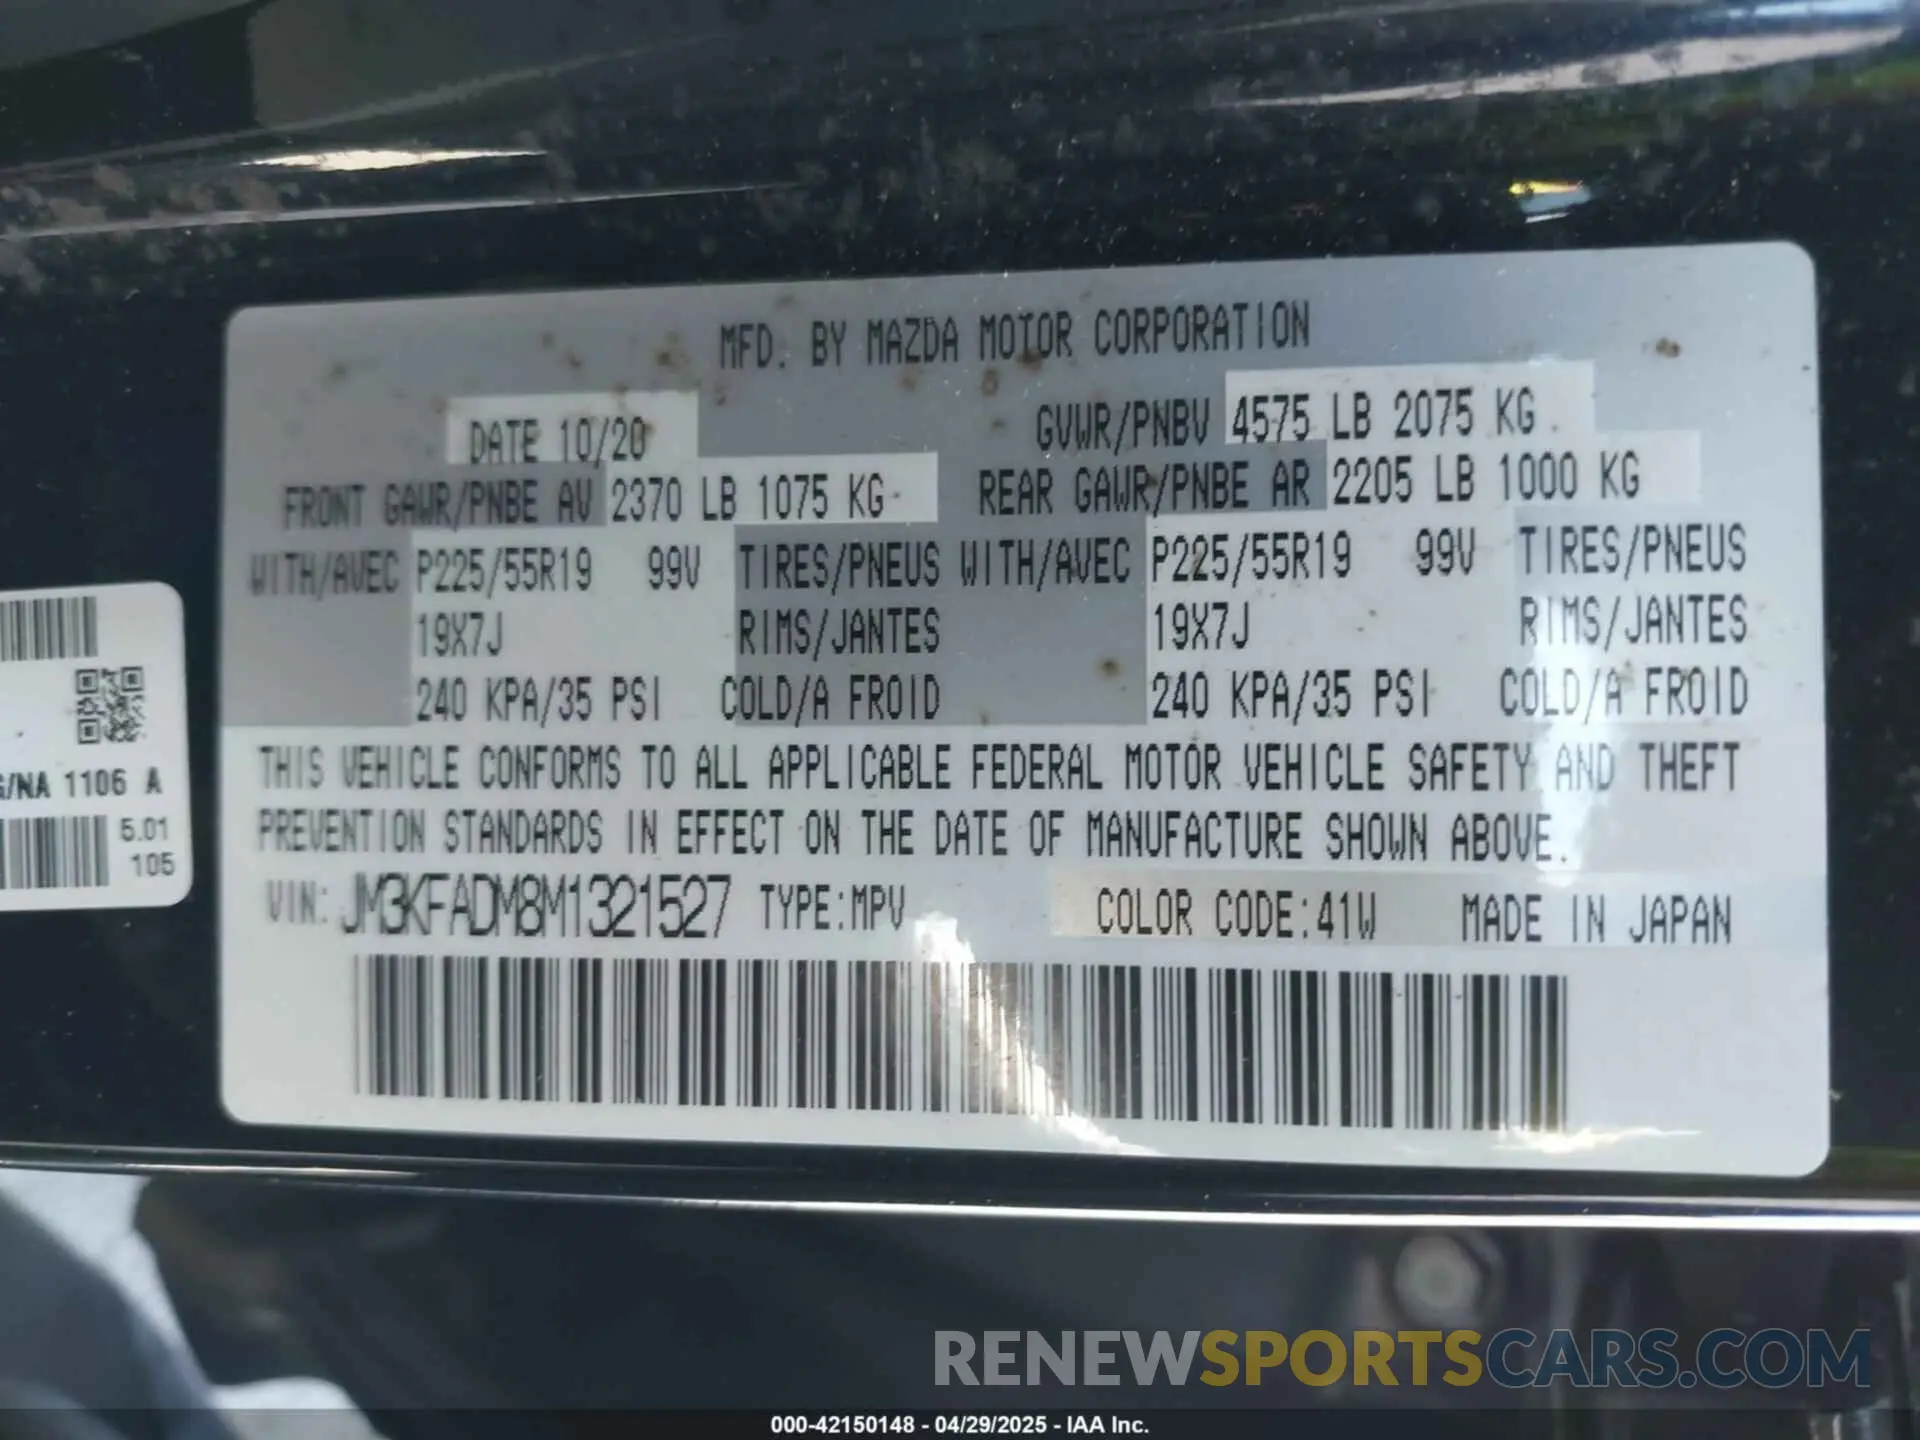 MFD. BY MAZDA MOTOR CORPORATION
DATE 10/20 GVWR/PNBV 4575 LB 2075 KG
FRONT GAWR/PNBE AV 2370 LB 1075 KG REAR GAWR/PNBE AR 2205 LB 1000 KG
WITH/AVEC P225/55R19 99V TIRES/PNEUS WITH/AVEC P225/55R19 99V TIRES/PNEUS
19X7J RIMS/JANTES 19X7J RIMS/JANTES
240 KPA/35 PSI COLD/A FROID 240 KPA/35 PSI COLD/A FROID
THIS VEHICLE CONFORMS TO ALL APPLICABLE FEDERAL MOTOR VEHICLE SAFETY AND THEFT
PREVENTION STANDARDS IN EFFECT ON THE DATE OF MANUFACTURE SHOWN ABOVE.
VIN: JM3KFADM8M1321527 TYPE:MPV COLOR CODE:41W MADE IN JAPAN
/NA 1106 A
5.01
105
RENEWSPORTSCARS.COM
000-42150148 - 04/29/2025 - IAA Inc.